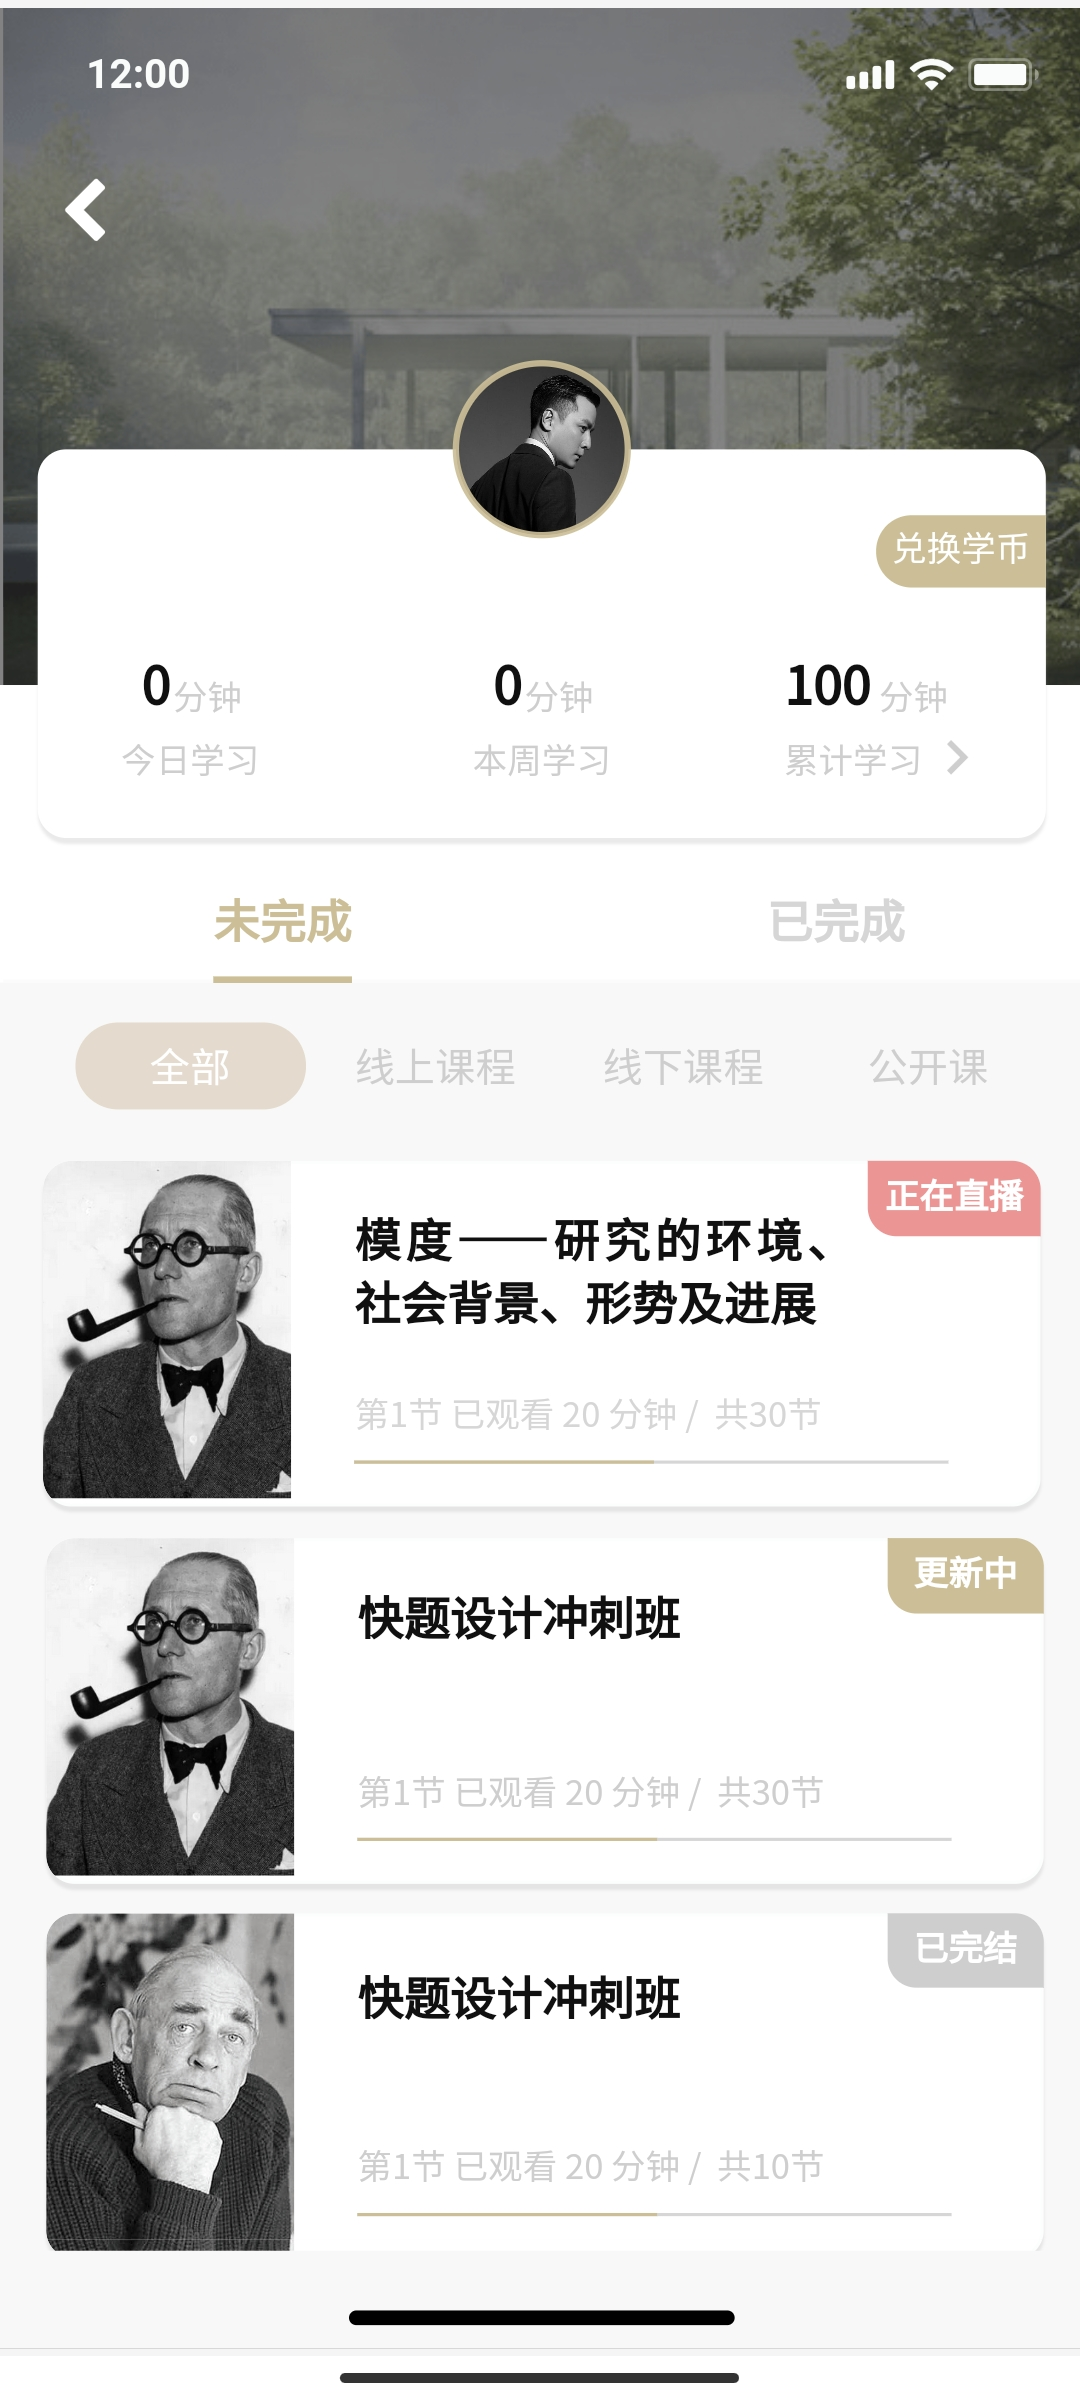 12:00
兑换学币
0分钟
0分钟
100 分钟
今日学习
本周学习
累计学习
未完成
已完成
全部
线上课程
线下课程
公开课
正在直播
模度——研究的环境、
社会背景、形势及进展
第1节 已观看 20 分钟 / 共30节
更新中
快题设计冲刺班
第1节 已观看 20 分钟 / 共30节
已完结
快题设计冲刺班
第1节 已观看 20 分钟 / 共10节